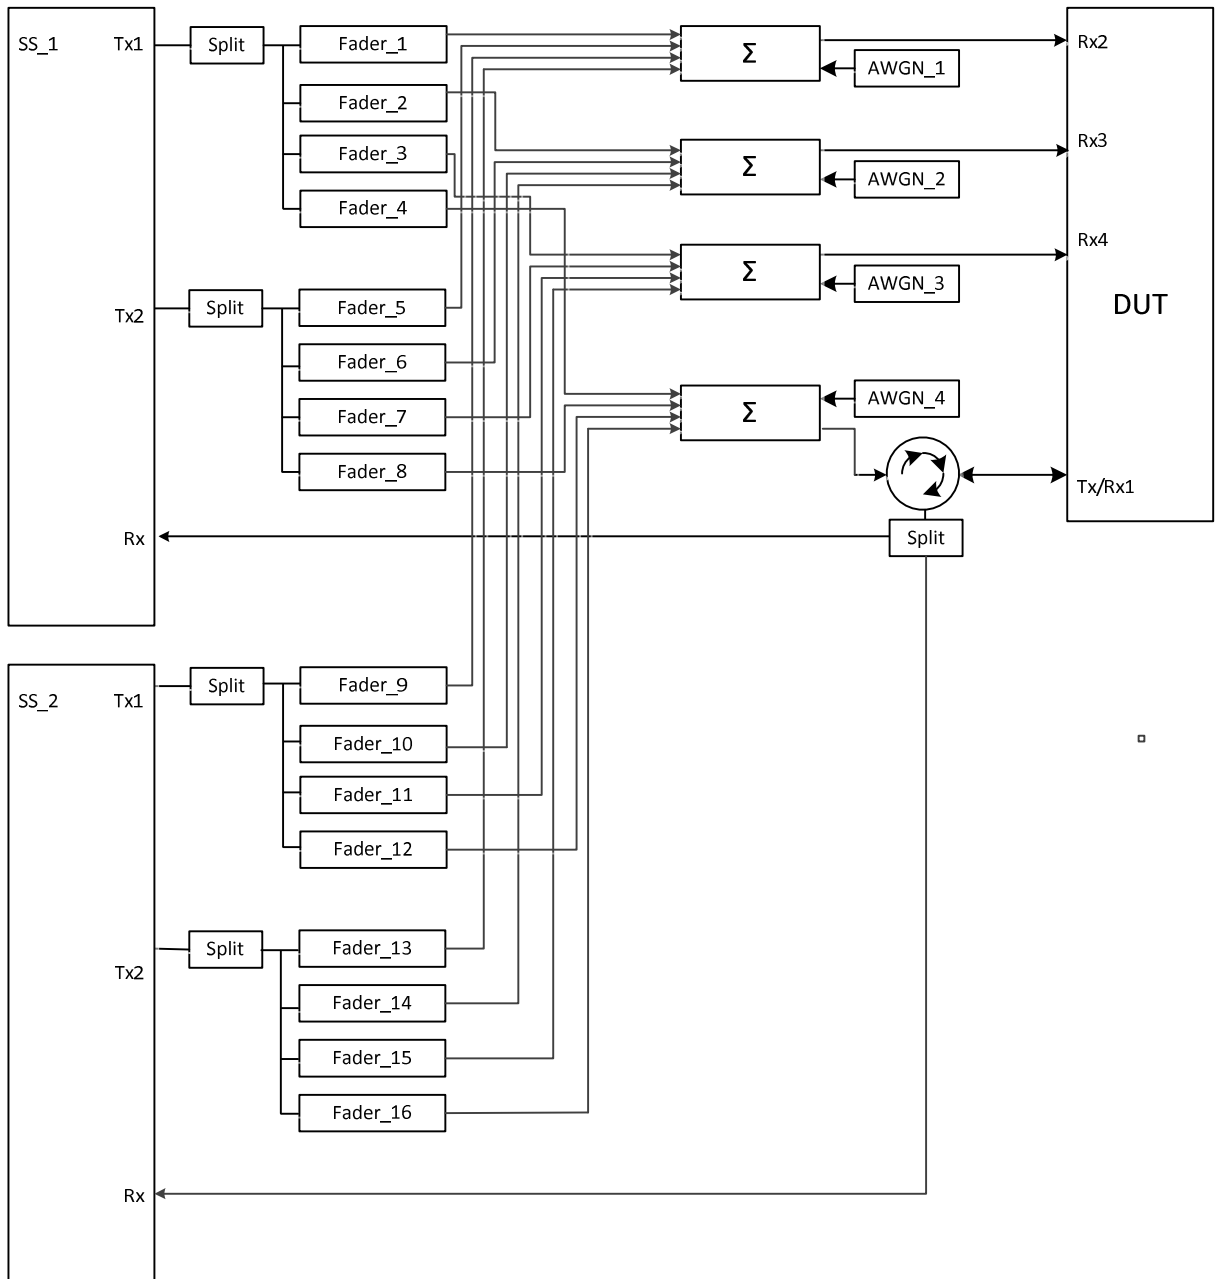 SS_1
Tx1
Split
Fader_1
Σ
Rx2
AWGN_1
Fader_2
Fader_3
Σ
Rx3
AWGN_2
Fader_4
Rx4
Σ
AWGN_3
Tx2
Split
Fader_5
DUT
Fader_6
Fader_7
Σ
AWGN_4
Fader_8
Tx/Rx1
Rx
Split
SS_2
Tx1
Split
Fader_9
Fader_10
Fader_11
Fader_12
Tx2
Split
Fader_13
Fader_14
Fader_15
Fader_16
Rx